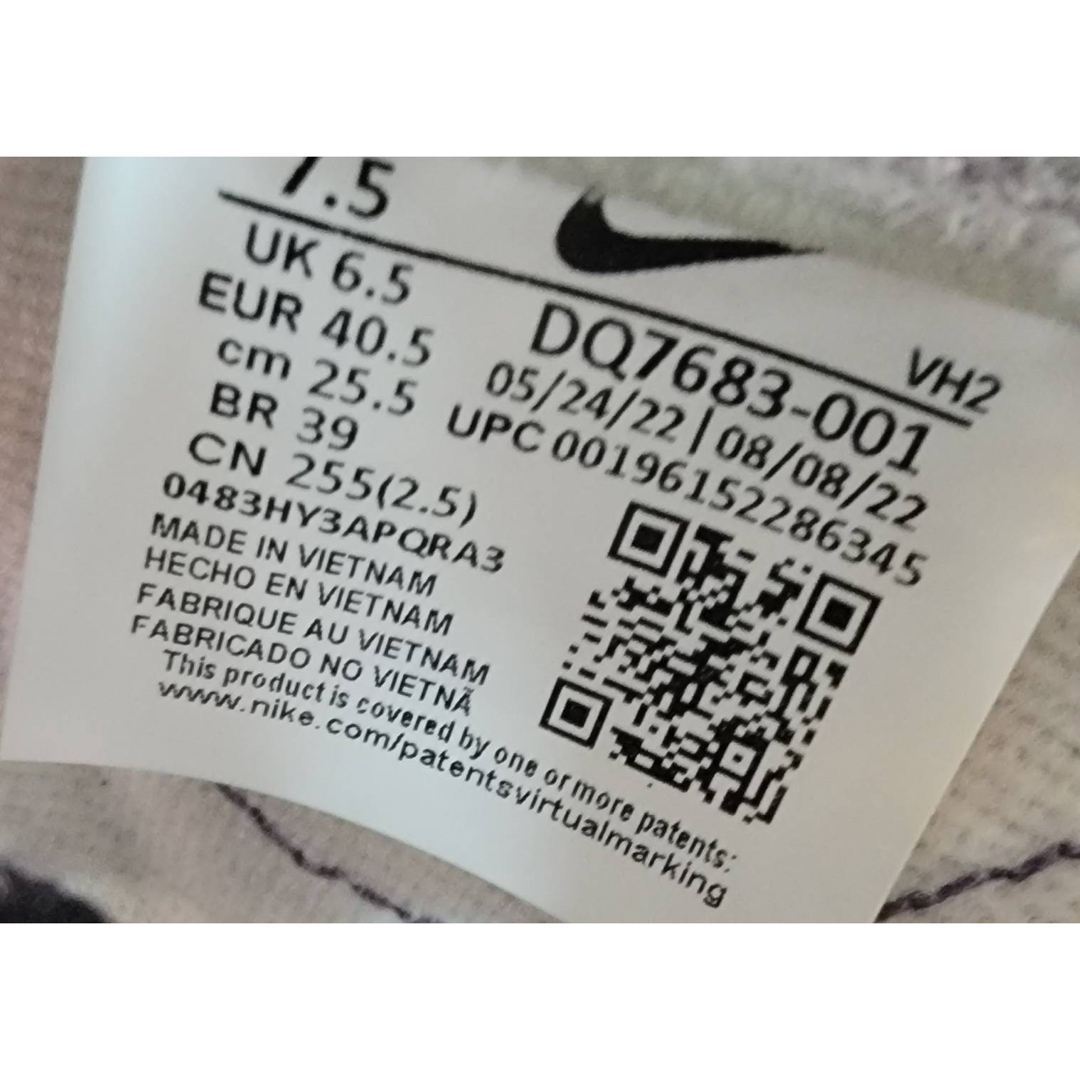 7.5
UK 6.5
EUR 40.5
cm 25.5
BR 39
CN 255(2.5)
VH2
DQ7683-001
05/24/22 | 08/08/22
UPC 00196152286345
0483HY3APQRA3
MADE IN VIETNAM
HECHO EN VIETNAM
FABRIQUE AU VIETNAM
FABRICADO NO VIETNÃ
This product is covered by one or more patents:
www.nike.com/patentsvirtualmarking